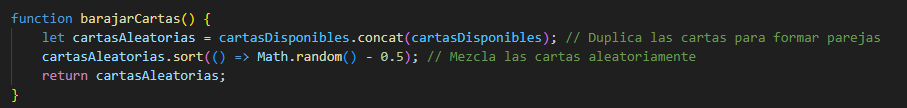 function barajarCartas() {
    let cartasAleatorias = cartasDisponibles.concat(cartasDisponibles); // Duplica las cartas para formar parejas
    cartasAleatorias.sort(() => Math.random() - 0.5); // Mezcla las cartas aleatoriamente
    return cartasAleatorias;
}